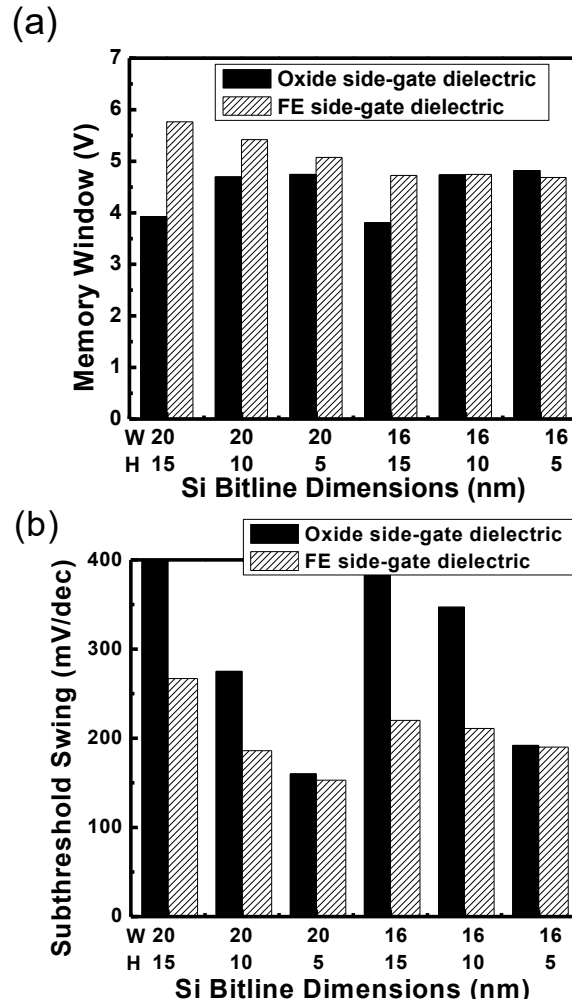 (a)
Oxide side-gate dielectric
FE side-gate dielectric
7
6
5
4
3
2
1
0
Memory Window (V)
W 20 20 20 16 16 16
H 15 10 5 15 10 5
Si Bitline Dimensions (nm)
(b)
Oxide side-gate dielectric
FE side-gate dielectric
400
300
200
100
0
Subthreshold Swing (mV/dec)
W 20 20 20 16 16 16
H 15 10 5 15 10 5
Si Bitline Dimensions (nm)